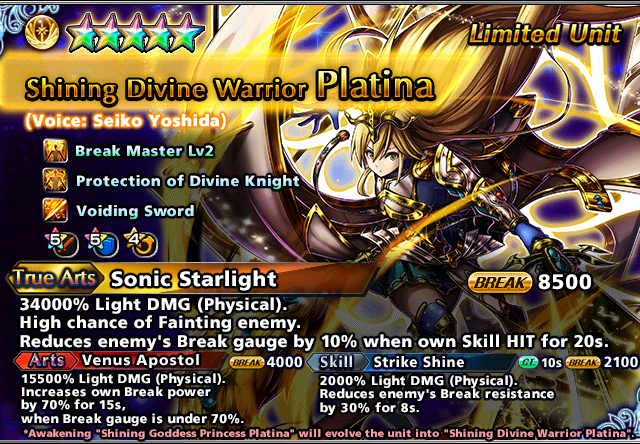 Limited Unit
Shining Divine Warrior Platina
(Voice: Seiko Yoshida)
Break Master Lv2
Protection of Divine Knight
Voiding Sword
5 5 4
True Arts Sonic Starlight BREAK 8500
34000% Light DMG (Physical).
High chance of Fainting enemy.
Reduces enemy's Break gauge by 10% when own Skill HIT for 20s.
Arts Venus Apostol BREAK 4000
15500% Light DMG (Physical).
Increases own Break power
by 70% for 15s,
when Break gauge is under 70%.
Skill Strike Shine CT 10s BREAK 2100
2000% Light DMG (Physical).
Reduces enemy's Break resistance
by 30% for 8s.
*Awakening "Shining Goddess Princess Platina" will evolve the unit into "Shining Divine Warrior Platina".